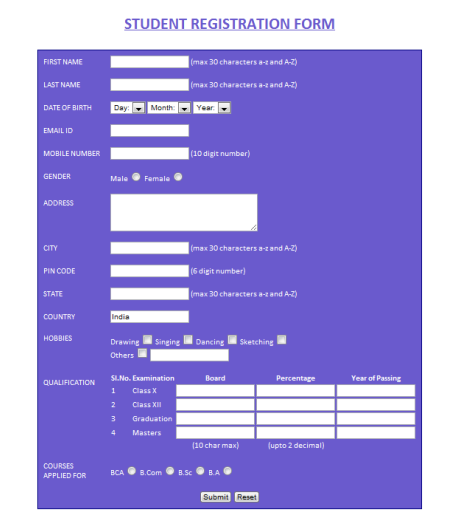 STUDENT REGISTRATION FORM
FIRST NAME (max 30 characters a-z and A-Z)
LAST NAME (max 30 characters a-z and A-Z)
DATE OF BIRTH Day: Month: Year:
EMAIL ID
MOBILE NUMBER (10 digit number)
GENDER Male Female
ADDRESS
CITY (max 30 characters a-z and A-Z)
PIN CODE (6 digit number)
STATE (max 30 characters a-z and A-Z)
COUNTRY India
HOBBIES Drawing Singing Dancing Sketching
Others
QUALIFICATION Sl.No. Examination Board Percentage Year of Passing
1 Class X
2 Class XII
3 Graduation
4 Masters
(10 char max) (upto 2 decimal)
COURSES
APPLIED FOR BCA B.Com B.Sc B.A
Submit Reset